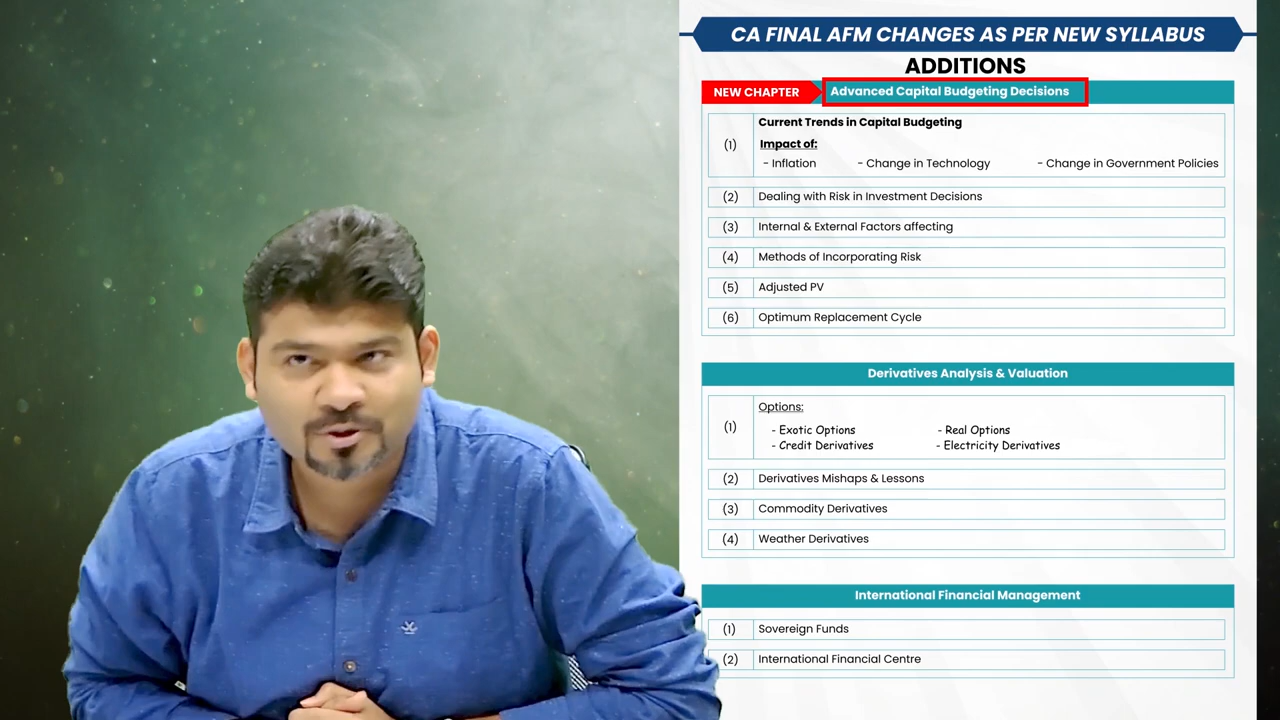 CA FINAL AFM CHANGES AS PER NEW SYLLABUS
ADDITIONS
NEW CHAPTER Advanced Capital Budgeting Decisions
(1) Current Trends in Capital Budgeting
Impact of:
- Inflation - Change in Technology - Change in Government Policies
(2) Dealing with Risk in Investment Decisions
(3) Internal & External Factors affecting
(4) Methods of Incorporating Risk
(5) Adjusted PV
(6) Optimum Replacement Cycle
Derivatives Analysis & Valuation
(1) Options:
- Exotic Options - Real Options
- Credit Derivatives - Electricity Derivatives
(2) Derivatives Mishaps & Lessons
(3) Commodity Derivatives
(4) Weather Derivatives
International Financial Management
(1) Sovereign Funds
(2) International Financial Centre